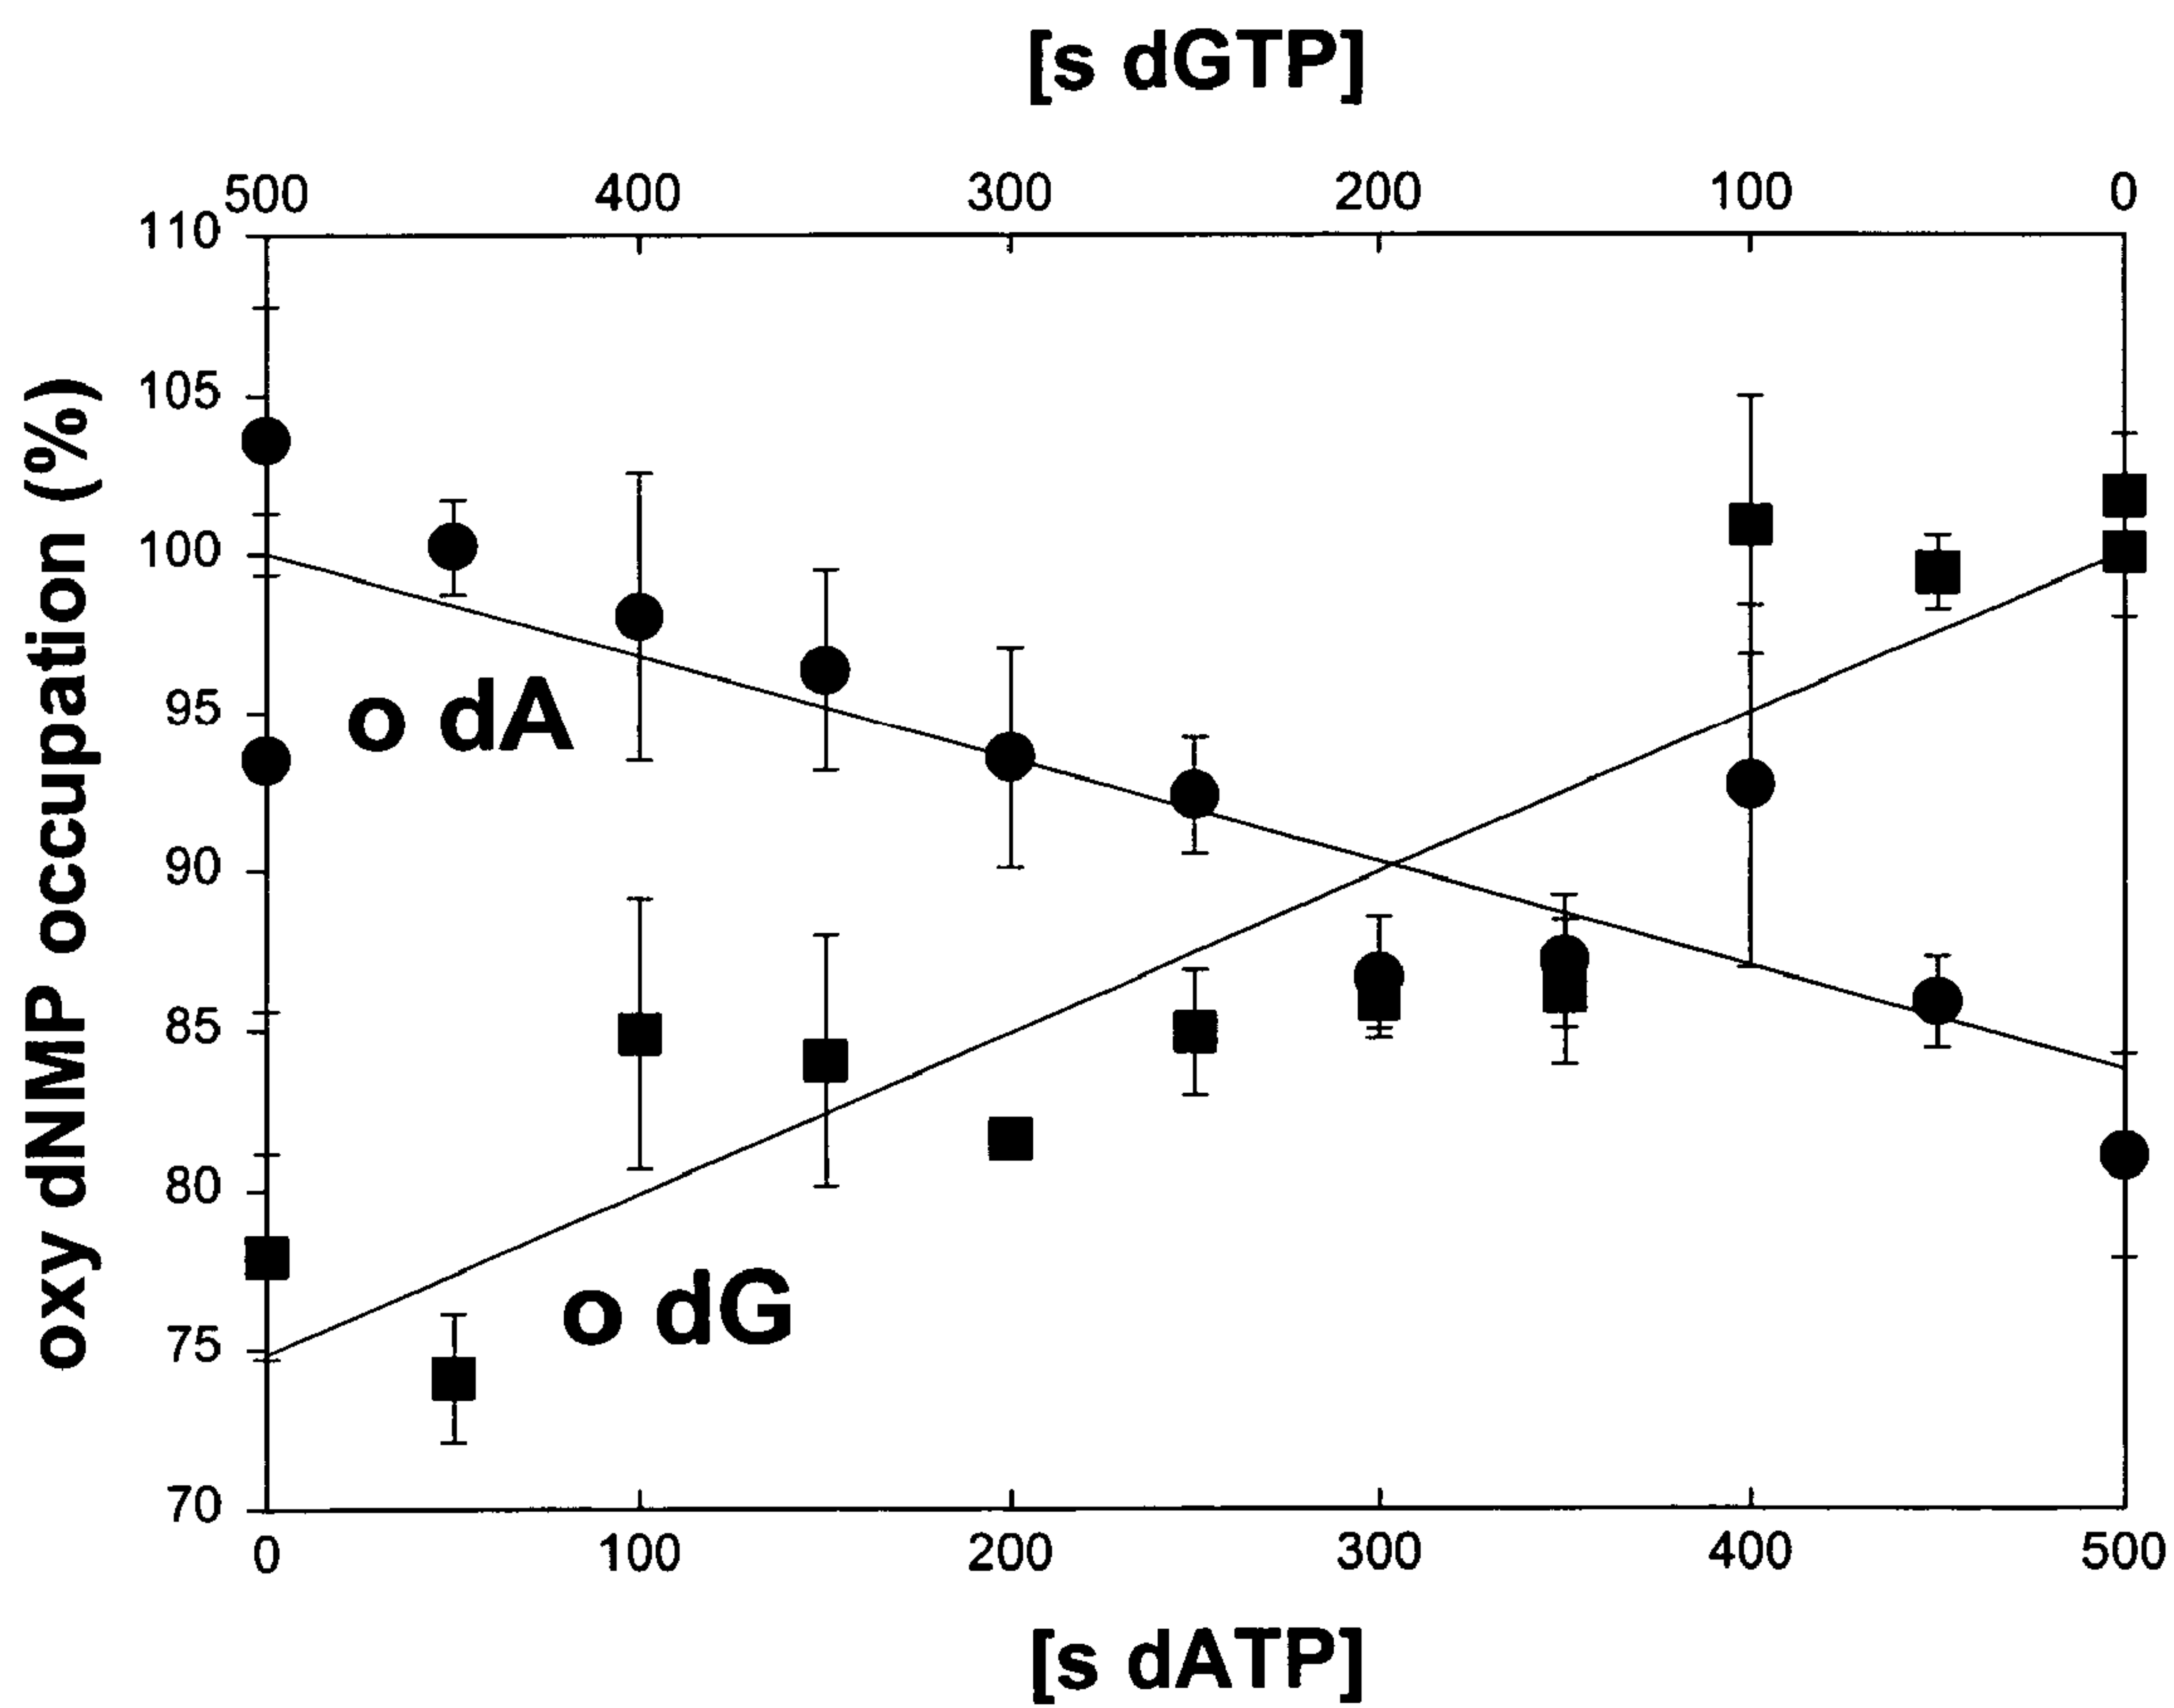 [s dGTP]
500 400 300 200 100 0
110
105
100
95
90
85
80
75
70
oxy dNMP occupation (%)
o dA
o dG
0 100 200 300 400 500
[s dATP]